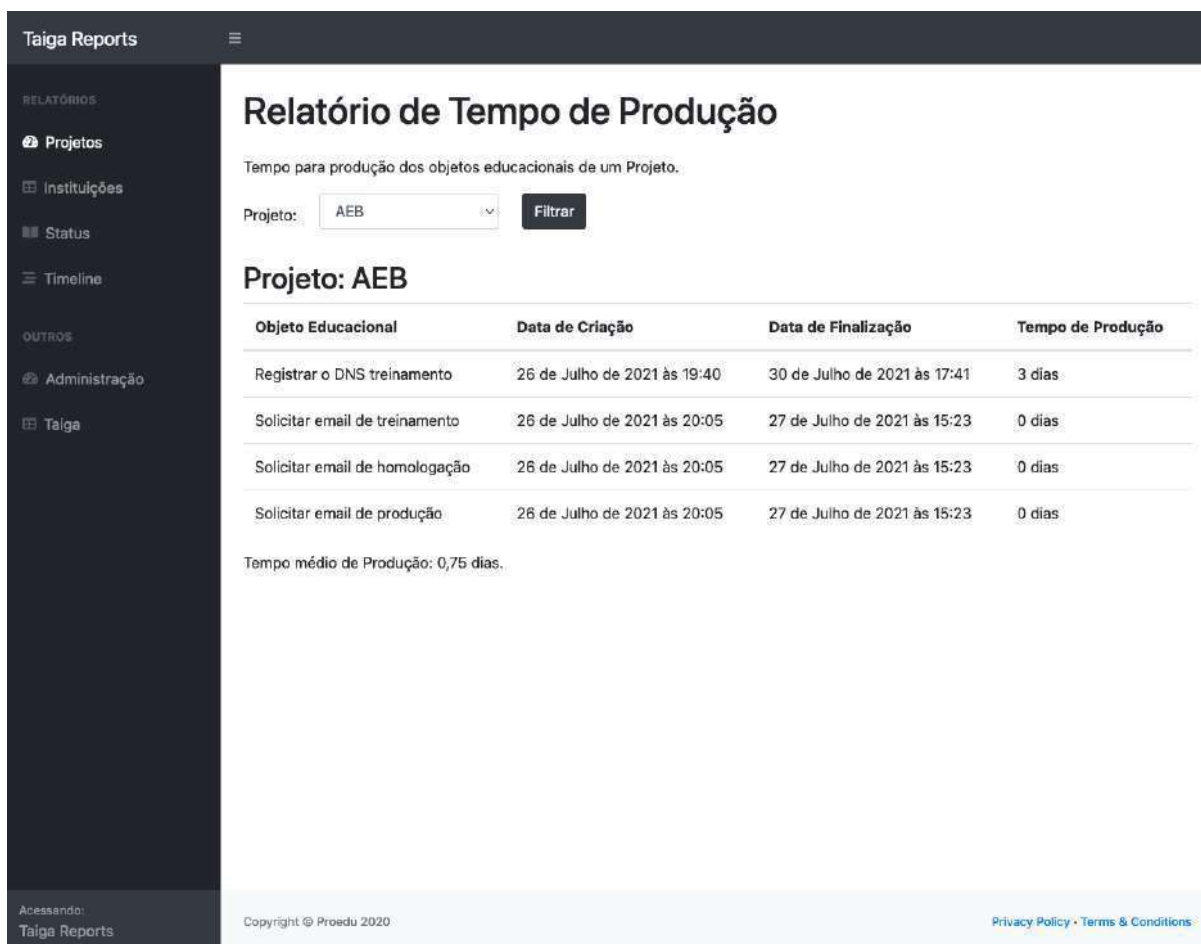 Taiga Reports
RELATÓRIOS
Projetos
Instituições
Status
Timeline
OUTROS
Administração
Taiga
Acessando:
Taiga Reports
Relatório de Tempo de Produção
Tempo para produção dos objetos educacionais de um Projeto.
Projeto: AEB Filtrar
Projeto: AEB
Objeto Educacional Data de Criação Data de Finalização Tempo de Produção
Registrar o DNS treinamento 26 de Julho de 2021 às 19:40 30 de Julho de 2021 às 17:41 3 dias
Solicitar email de treinamento 26 de Julho de 2021 às 20:05 27 de Julho de 2021 às 15:23 0 dias
Solicitar email de homologação 26 de Julho de 2021 às 20:05 27 de Julho de 2021 às 15:23 0 dias
Solicitar email de produção 26 de Julho de 2021 às 20:05 27 de Julho de 2021 às 15:23 0 dias
Tempo médio de Produção: 0,75 dias.
Copyright © Proedu 2020 Privacy Policy · Terms & Conditions